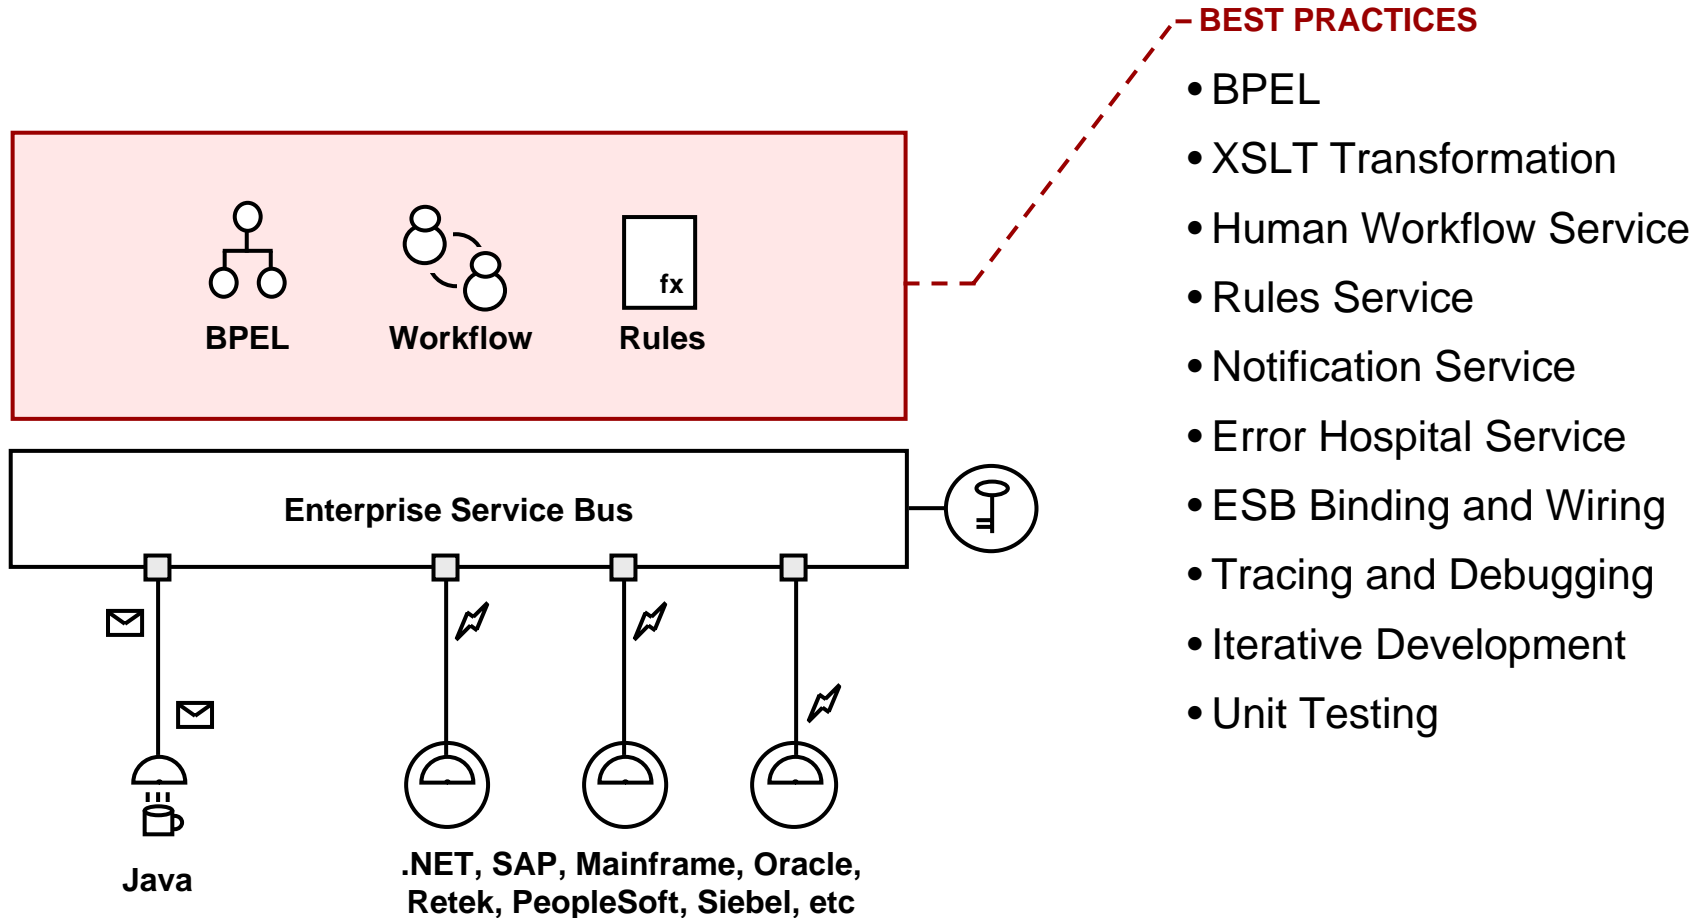 BEST PRACTICES
• BPEL
• XSLT Transformation
• Human Workflow Service
• Rules Service
• Notification Service
• Error Hospital Service
• ESB Binding and Wiring
• Tracing and Debugging
• Iterative Development
• Unit Testing
fx
BPEL
Workflow
Rules
Enterprise Service Bus
Java
.NET, SAP, Mainframe, Oracle,
Retek, PeopleSoft, Siebel, etc